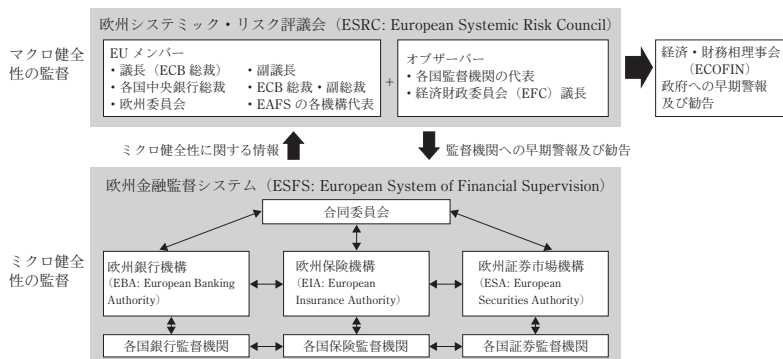 欧州システミック・リスク評議会(ESRC: European Systemic Risk Council)
マクロ健全
性の監督
EU メンバー
・議長(ECB 総裁) ・副議長
・各国中央銀行総裁 ・ECB 総裁・副総裁
・欧州委員会 ・EAFS の各機構代表
+
オブザーバー
・各国監督機関の代表
・経済財政委員会(EFC)議長
経済・財務相理事会
(ECOFIN)
政府への早期警報
及び勧告
ミクロ健全性に関する情報
監督機関への早期警報及び勧告
欧州金融監督システム(ESFS: European System of Financial Supervision)
合同委員会
ミクロ健全
性の監督
欧州銀行機構
(EBA: European Banking
Authority)
欧州保険機構
(EIA: European
Insurance Authority)
欧州証券市場機構
(ESA: European
Securities Authority)
各国銀行監督機関
各国保険監督機関
各国証券監督機関